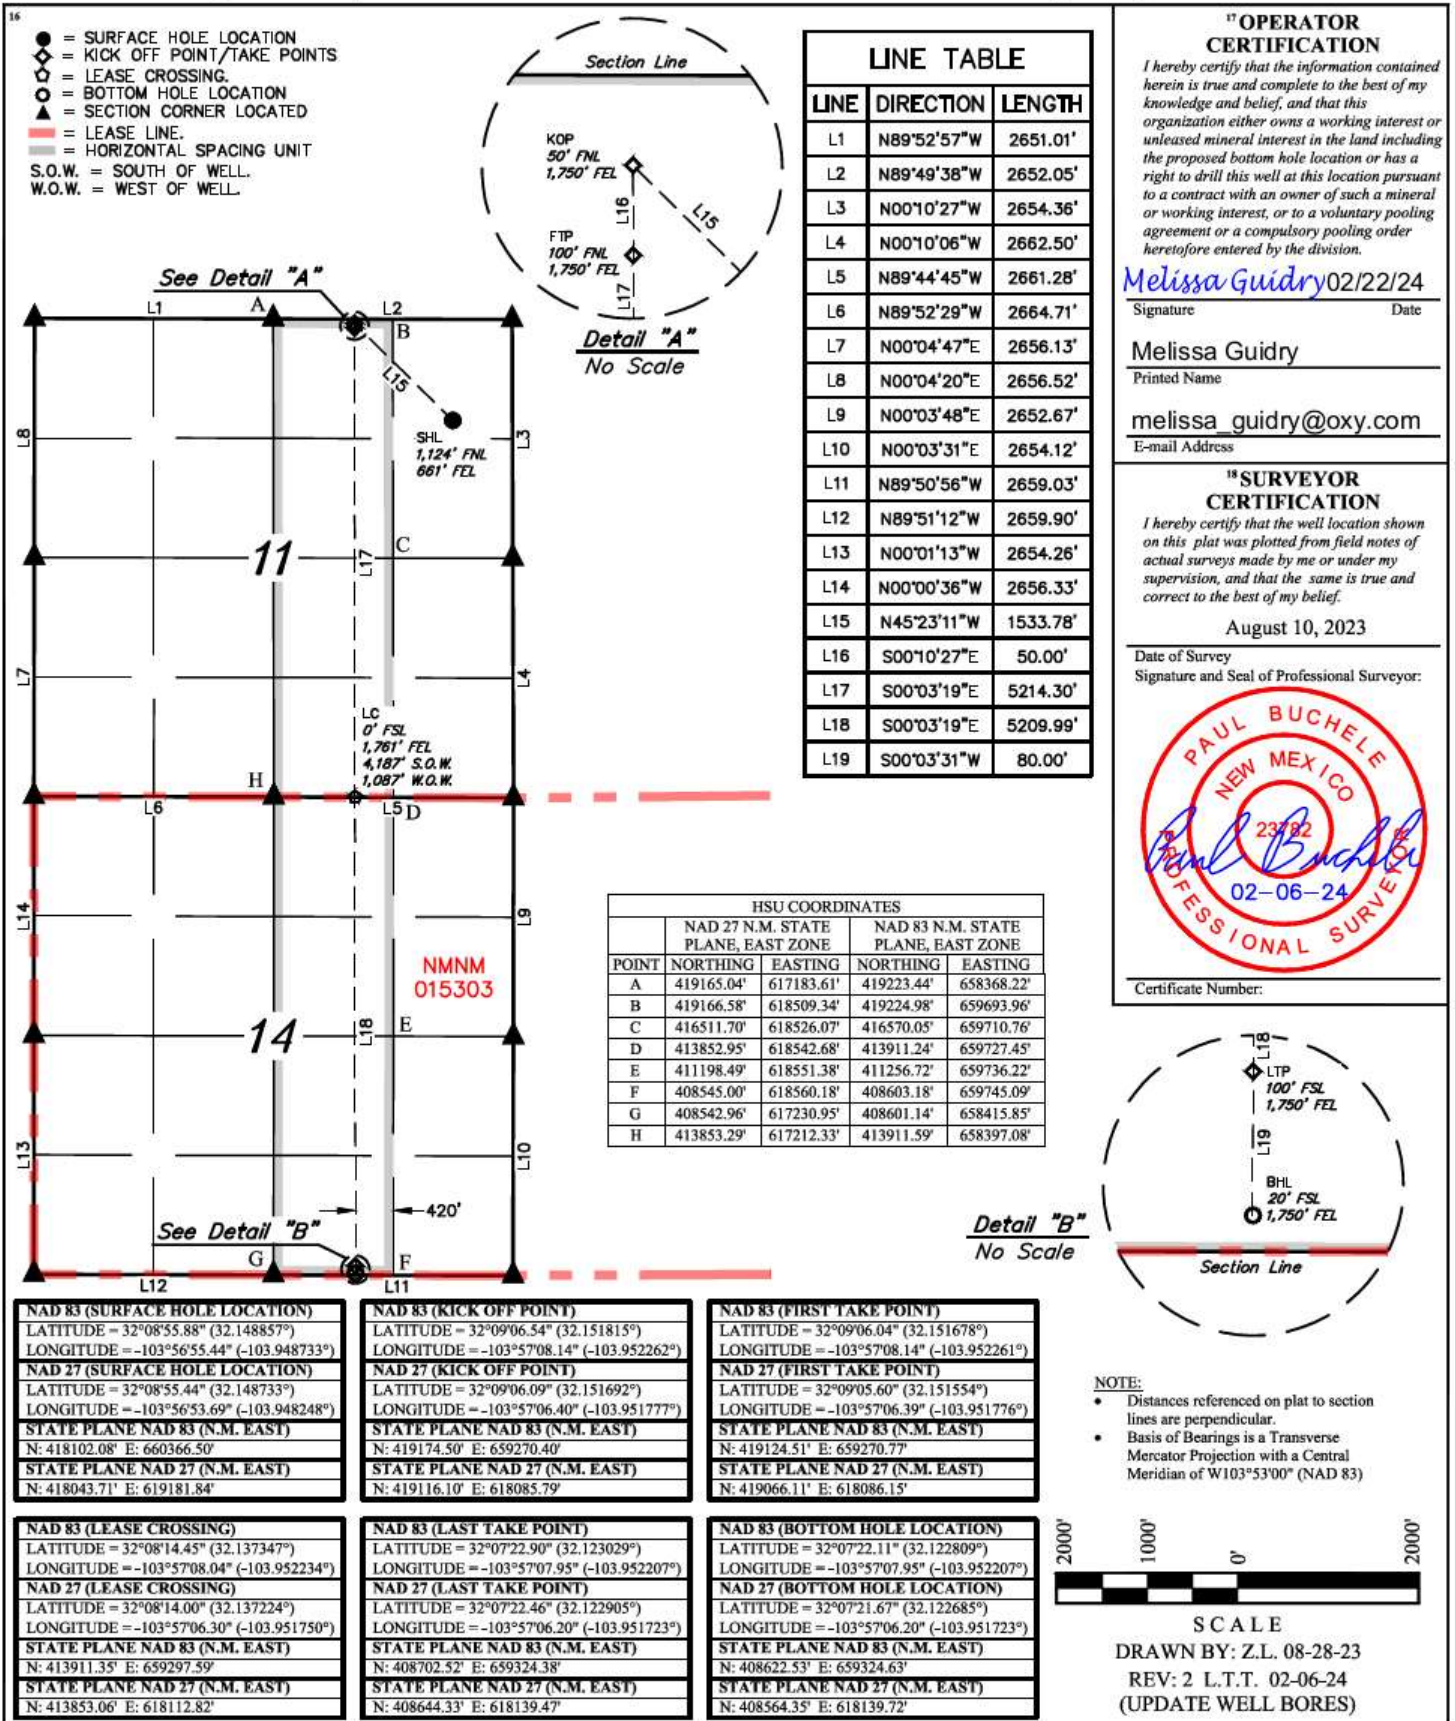 16
= SURFACE HOLE LOCATION
= KICK OFF POINT/TAKE POINTS
= LEASE CROSSING.
= BOTTOM HOLE LOCATION
= SECTION CORNER LOCATED
= LEASE LINE.
= HORIZONTAL SPACING UNIT
S.O.W. = SOUTH OF WELL.
W.O.W. = WEST OF WELL.
Section Line
KOP
50' FNL
1,750' FEL
L16
L15
FTP
100' FNL
1,750' FEL
L17
Detail "A"
No Scale
See Detail "A"
L1
A
L2
B
L15
SHL
1,124' FNL
661' FEL
L8
L3
11
L17
C
L7
L4
LC
0' FSL
1,761' FEL
4,187' S.O.W.
1,087' W.O.W.
H
L6
L5
D
L14
L9
NMNM
015303
14
L18
E
L13
L10
420'
See Detail "B"
G
F
L12
L11
LINE TABLE
LINE DIRECTION LENGTH
L1 N89°52'57"W 2651.01'
L2 N89°49'38"W 2652.05'
L3 N00°10'27"W 2654.36'
L4 N00°10'06"W 2662.50'
L5 N89°44'45"W 2661.28'
L6 N89°52'29"W 2664.71'
L7 N00°04'47"E 2656.13'
L8 N00°04'20"E 2656.52'
L9 N00°03'48"E 2652.67'
L10 N00°03'31"E 2654.12'
L11 N89°50'56"W 2659.03'
L12 N89°51'12"W 2659.90'
L13 N00°01'13"W 2654.26'
L14 N00°00'36"W 2656.33'
L15 N45°23'11"W 1533.78'
L16 S00°10'27"E 50.00'
L17 S00°03'19"E 5214.30'
L18 S00°03'19"E 5209.99'
L19 S00°03'31"W 80.00'
HSU COORDINATES
NAD 27 N.M. STATE PLANE, EAST ZONE NAD 83 N.M. STATE PLANE, EAST ZONE
POINT NORTHING EASTING NORTHING EASTING
A 419165.04' 617183.61' 419223.44' 658368.22'
B 419166.58' 618509.34' 419224.98' 659693.96'
C 416511.70' 618526.07' 416570.05' 659710.76'
D 413852.95' 618542.68' 413911.24' 659727.45'
E 411198.49' 618551.38' 411256.72' 659736.22'
F 408545.00' 618560.18' 408603.18' 659745.09'
G 408542.96' 617230.95' 408601.14' 658415.85'
H 413853.29' 617212.33' 413911.59' 658397.08'
17 OPERATOR
CERTIFICATION
I hereby certify that the information contained
herein is true and complete to the best of my
knowledge and belief, and that this
organization either owns a working interest or
unleased mineral interest in the land including
the proposed bottom hole location or has a
right to drill this well at this location pursuant
to a contract with an owner of such a mineral
or working interest, or to a voluntary pooling
agreement or a compulsory pooling order
heretofore entered by the division.
Melissa Guidry 02/22/24
Signature Date
Melissa Guidry
Printed Name
melissa_guidry@oxy.com
E-mail Address
18 SURVEYOR
CERTIFICATION
I hereby certify that the well location shown
on this plat was plotted from field notes of
actual surveys made by me or under my
supervision, and that the same is true and
correct to the best of my belief.
August 10, 2023
Date of Survey
Signature and Seal of Professional Surveyor:
PAUL BUCHELE
NEW MEXICO
23782
Paul Buchele
02-06-24
PROFESSIONAL SURVEYOR
Certificate Number:
L18
LTP
100' FSL
1,750' FEL
L19
BHL
20' FSL
1,750' FEL
Section Line
Detail "B"
No Scale
NAD 83 (SURFACE HOLE LOCATION)
LATITUDE = 32°08'55.88" (32.148857°)
LONGITUDE = -103°56'55.44" (-103.948733°)
NAD 27 (SURFACE HOLE LOCATION)
LATITUDE = 32°08'55.44" (32.148733°)
LONGITUDE = -103°56'53.69" (-103.948248°)
STATE PLANE NAD 83 (N.M. EAST)
N: 418102.08' E: 660366.50'
STATE PLANE NAD 27 (N.M. EAST)
N: 418043.71' E: 619181.84'
NAD 83 (KICK OFF POINT)
LATITUDE = 32°09'06.54" (32.151815°)
LONGITUDE = -103°57'08.14" (-103.952262°)
NAD 27 (KICK OFF POINT)
LATITUDE = 32°09'06.09" (32.151692°)
LONGITUDE = -103°57'06.40" (-103.951777°)
STATE PLANE NAD 83 (N.M. EAST)
N: 419174.50' E: 659270.40'
STATE PLANE NAD 27 (N.M. EAST)
N: 419116.10' E: 618085.79'
NAD 83 (FIRST TAKE POINT)
LATITUDE = 32°09'06.04" (32.151678°)
LONGITUDE = -103°57'08.14" (-103.952261°)
NAD 27 (FIRST TAKE POINT)
LATITUDE = 32°09'05.60" (32.151554°)
LONGITUDE = -103°57'06.39" (-103.951776°)
STATE PLANE NAD 83 (N.M. EAST)
N: 419124.51' E: 659270.77'
STATE PLANE NAD 27 (N.M. EAST)
N: 419066.11' E: 618086.15'
NAD 83 (LEASE CROSSING)
LATITUDE = 32°08'14.45" (32.137347°)
LONGITUDE = -103°57'08.04" (-103.952234°)
NAD 27 (LEASE CROSSING)
LATITUDE = 32°08'14.00" (32.137224°)
LONGITUDE = -103°57'06.30" (-103.951750°)
STATE PLANE NAD 83 (N.M. EAST)
N: 413911.35' E: 659297.59'
STATE PLANE NAD 27 (N.M. EAST)
N: 413853.06' E: 618112.82'
NAD 83 (LAST TAKE POINT)
LATITUDE = 32°07'22.90" (32.123029°)
LONGITUDE = -103°57'07.95" (-103.952207°)
NAD 27 (LAST TAKE POINT)
LATITUDE = 32°07'22.46" (32.122905°)
LONGITUDE = -103°57'06.20" (-103.951723°)
STATE PLANE NAD 83 (N.M. EAST)
N: 408702.52' E: 659324.38'
STATE PLANE NAD 27 (N.M. EAST)
N: 408644.33' E: 618139.47'
NAD 83 (BOTTOM HOLE LOCATION)
LATITUDE = 32°07'22.11" (32.122809°)
LONGITUDE = -103°57'07.95" (-103.952207°)
NAD 27 (BOTTOM HOLE LOCATION)
LATITUDE = 32°07'21.67" (32.122685°)
LONGITUDE = -103°57'06.20" (-103.951723°)
STATE PLANE NAD 83 (N.M. EAST)
N: 408622.53' E: 659324.63'
STATE PLANE NAD 27 (N.M. EAST)
N: 408564.35' E: 618139.72'
NOTE:
• Distances referenced on plat to section
lines are perpendicular.
• Basis of Bearings is a Transverse
Mercator Projection with a Central
Meridian of W103°53'00" (NAD 83)
2000' 1000' 0' 2000'
SCALE
DRAWN BY: Z.L. 08-28-23
REV: 2 L.T.T. 02-06-24
(UPDATE WELL BORES)